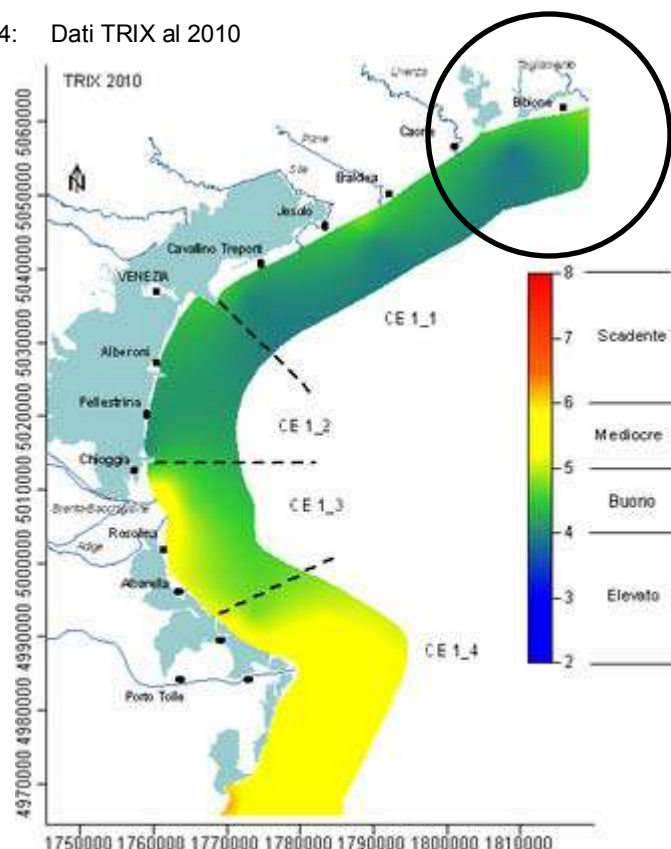 4: Dati TRIX al 2010
TRIX 2010
Tagliamento
Livenza
Bibione
Caorle
Piave
Eraclea
Sile
Jesolo
N
Cavallino Treporti
VENEZIA
CE 1_1
Alberoni
Pellestrina
CE 1_2
Chioggia
CE 1_3
Brenta-Bacchiglione
Rosolina
Adige
Albarella
CE 1_4
Porto Tolle
8
7
Scadente
6
Mediocre
5
Buono
4
Elevato
3
2
5060000
5050000
5040000
5030000
5020000
5010000
5000000
4990000
4980000
4970000
1750000 1760000 1770000 1780000 1790000 1800000 1810000